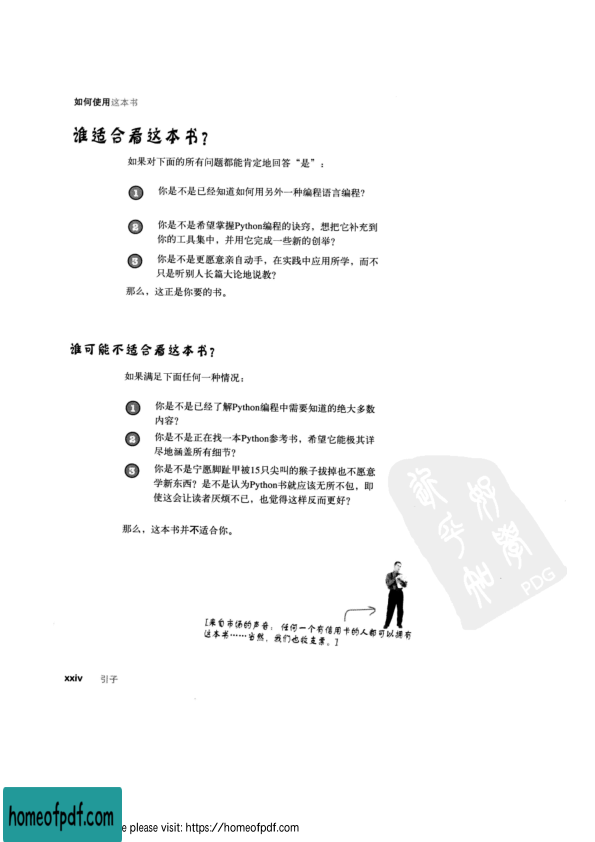 如何使用这本书
谁适合看这本书？
如果对下面的所有问题都能肯定地回答“是”：
1 你是不是已经知道如何用另外一种编程语言编程？
2 你是不是希望掌握Python编程的诀窍，想把它补充到
你的工具集中，并用它完成一些新的创举？
3 你是不是更愿意亲自动手，在实践中应用所学，而不
只是听别人长篇大论地说教？
那么，这正是你要的书。
谁可能不适合看这本书？
如果满足下面任何一种情况：
1 你是不是已经了解Python编程中需要知道的绝大多数
内容？
2 你是不是正在找一本Python参考书，希望它能极其详
尽地涵盖所有细节？
3 你是不是宁愿脚趾甲被15只尖叫的猴子拔掉也不愿意
学新东西？是不是认为Python书就应该无所不包，即
使这会让读者厌烦不已，也觉得这样反而更好？
那么，这本书并不适合你。
[来自市场的声音：任何一个有信用卡的人都可以拥有
这本书……当然，我们也收支票。]
PDG
xxiv 引子
homeofpdf.com
e please visit: https://homeofpdf.com